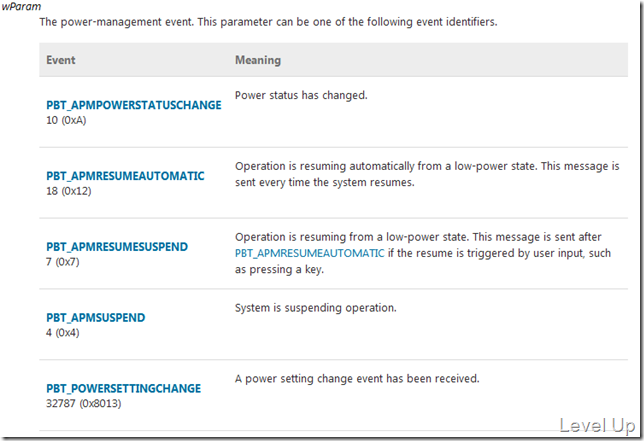 wParam
The power-management event. This parameter can be one of the following event identifiers.
Event Meaning
PBT_APMPOWERSTATUSCHANGE
10 (0xA)
Power status has changed.
PBT_APMRESUMEAUTOMATIC
18 (0x12)
Operation is resuming automatically from a low-power state. This message is
sent every time the system resumes.
PBT_APMRESUMESUSPEND
7 (0x7)
Operation is resuming from a low-power state. This message is sent after
PBT_APMRESUMEAUTOMATIC if the resume is triggered by user input, such
as pressing a key.
PBT_APMSUSPEND
4 (0x4)
System is suspending operation.
PBT_POWERSETTINGCHANGE
32787 (0x8013)
A power setting change event has been received.
Level Up